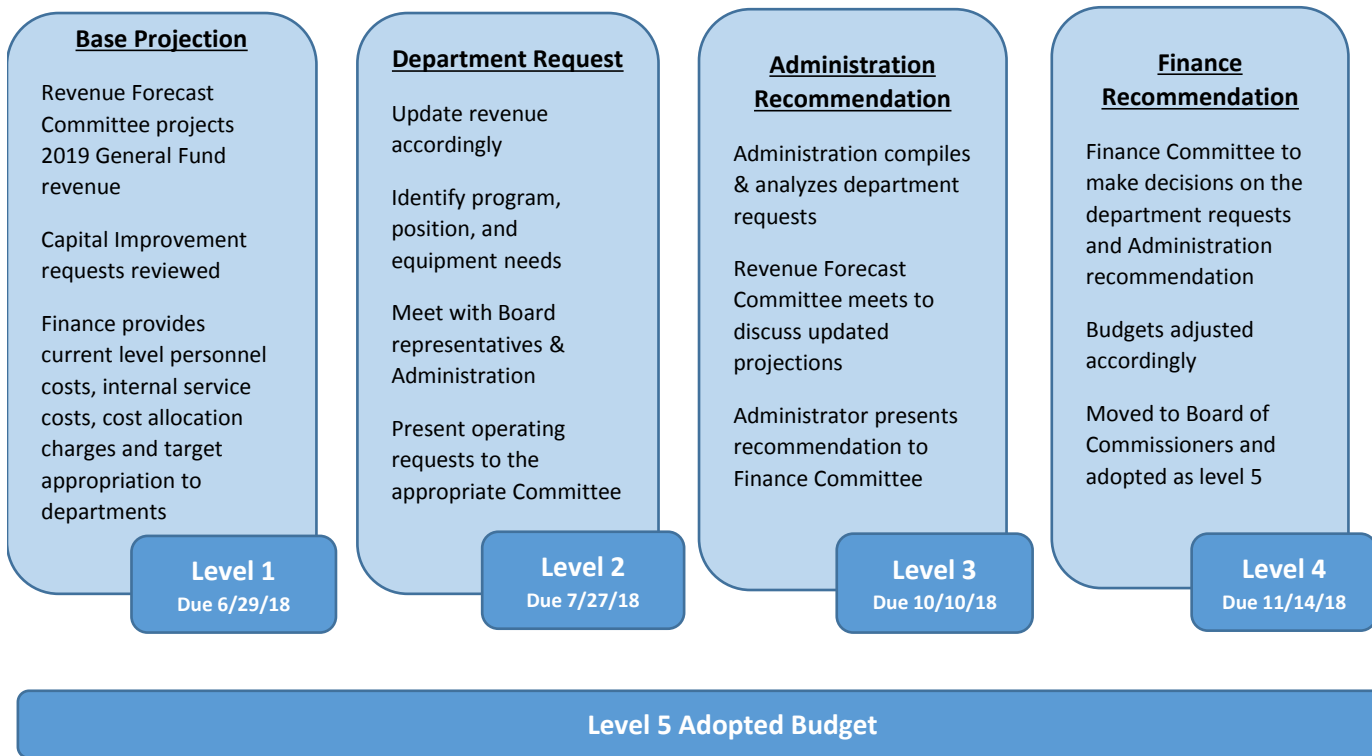 Base Projection
Revenue Forecast
Committee projects
2019 General Fund
revenue
Capital Improvement
requests reviewed
Finance provides
current level personnel
costs, internal service
costs, cost allocation
charges and target
appropriation to
departments
Level 1
Due 6/29/18
Department Request
Update revenue
accordingly
Identify program,
position, and
equipment needs
Meet with Board
representatives &
Administration
Present operating
requests to the
appropriate Committee
Level 2
Due 7/27/18
Administration
Recommendation
Administration compiles
& analyzes department
requests
Revenue Forecast
Committee meets to
discuss updated
projections
Administrator presents
recommendation to
Finance Committee
Level 3
Due 10/10/18
Finance
Recommendation
Finance Committee to
make decisions on the
department requests
and Administration
recommendation
Budgets adjusted
accordingly
Moved to Board of
Commissioners and
adopted as level 5
Level 4
Due 11/14/18
Level 5 Adopted Budget